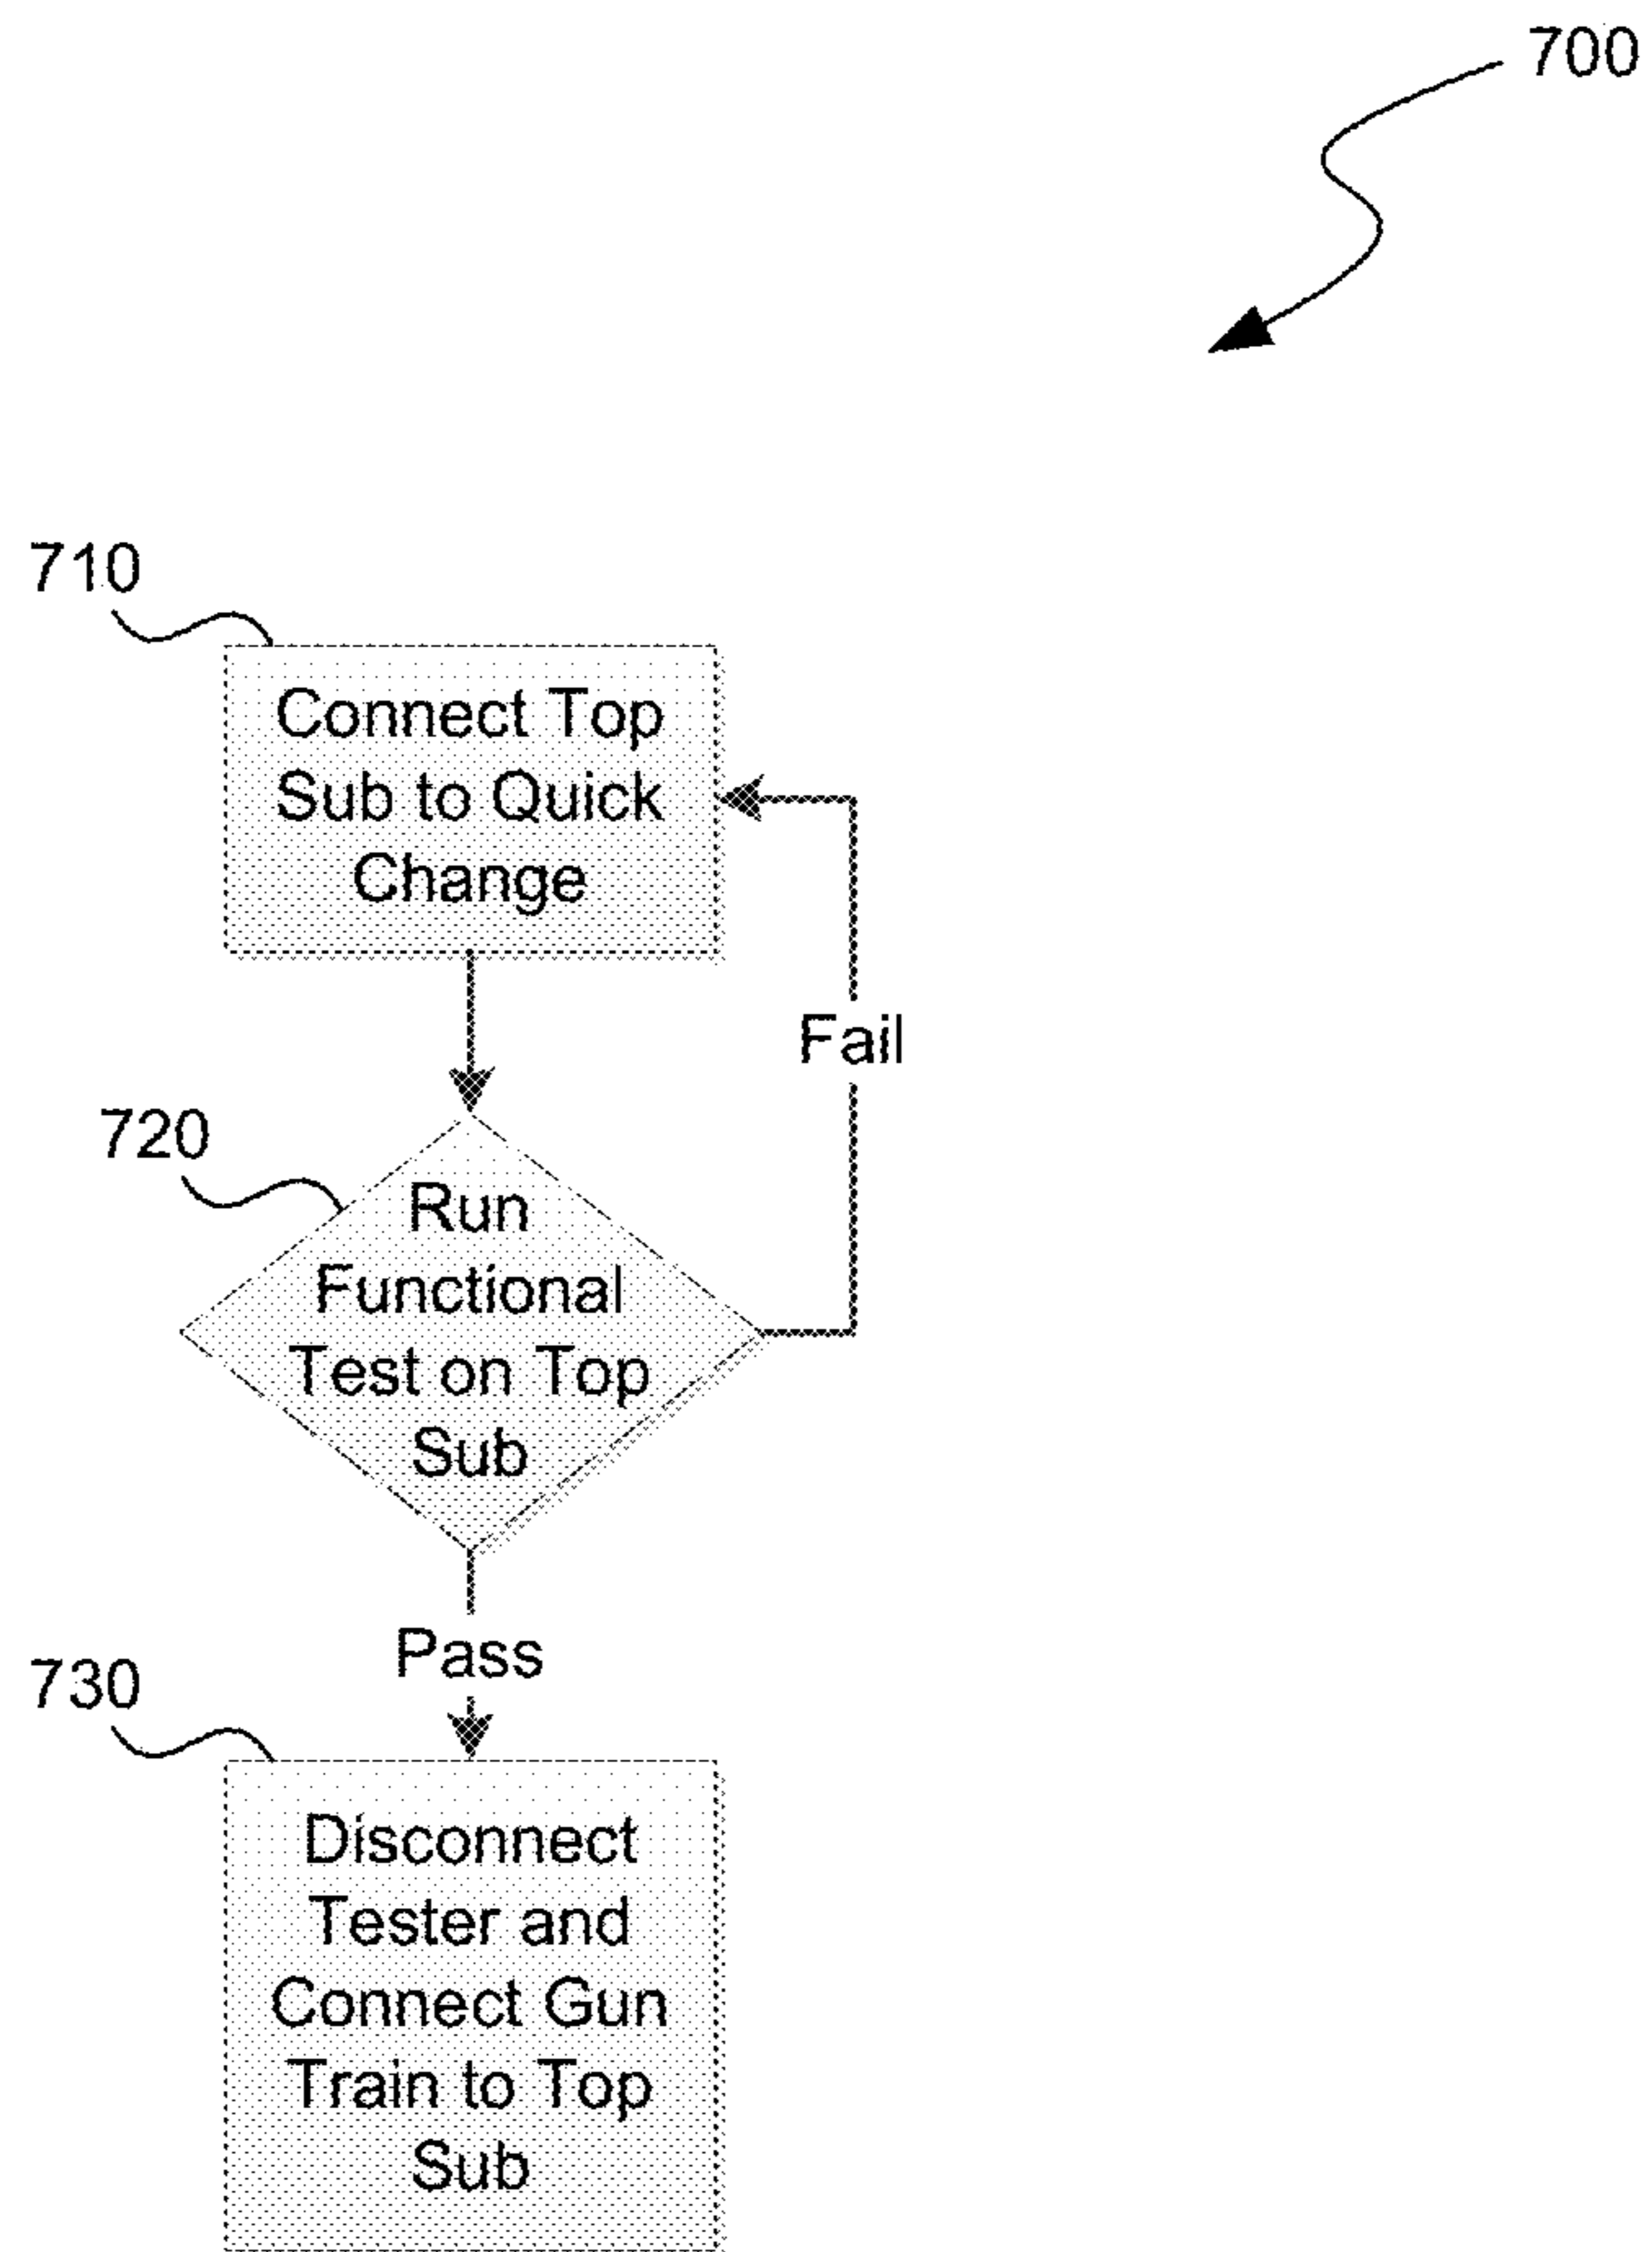 700
710
Connect Top
Sub to Quick
Change
Fail
720
Run
Functional
Test on Top
Sub
Pass
730
Disconnect
Tester and
Connect Gun
Train to Top
Sub